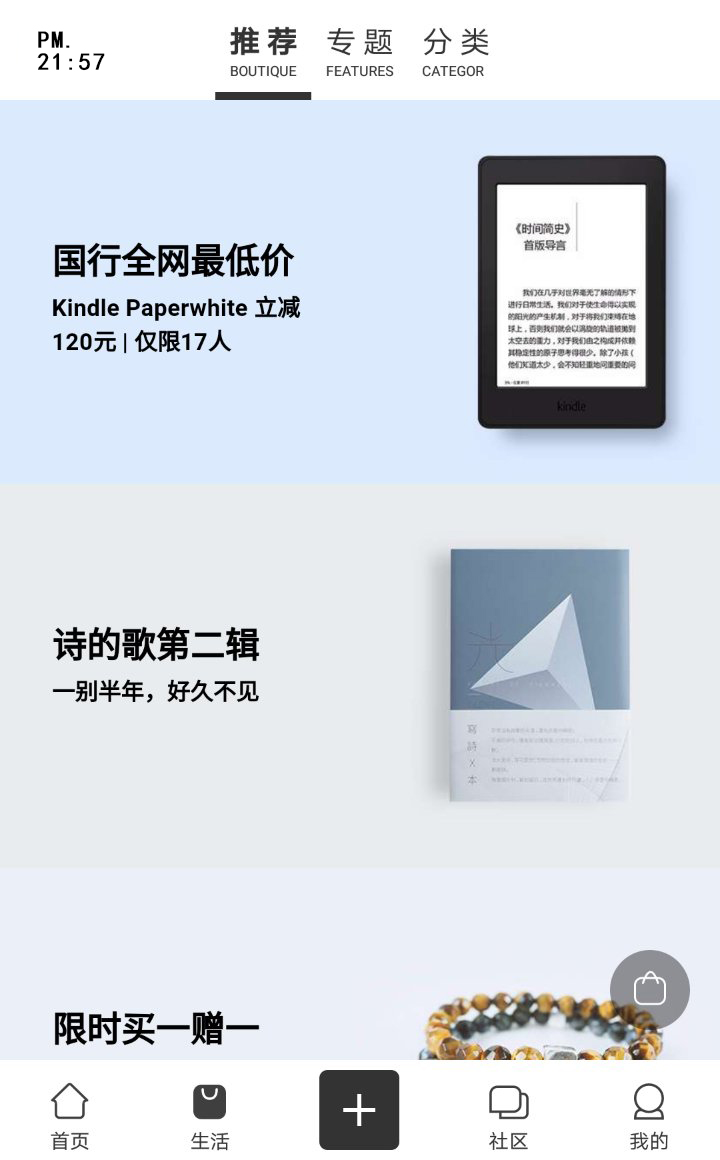 PM.
21:57
推荐
BOUTIQUE
专题
FEATURES
分类
CATEGOR
国行全网最低价
Kindle Paperwhite 立减
120元 | 仅限17人
《时间简史》
首版导言
我们在几乎对世界毫无了解的情形下
进行日常生活。我们对于使生命得以实现
的阳光的产生机制，对于将我们束缚在地
球上，否则我们就会以涡旋的轨道被抛到
太空去的重力，对于我们由之构成并依赖
其稳定性的原子思考得很少。除了小孩（
他们知道太少，会不知轻重地问重要的问
kindle
诗的歌第二辑
一别半年，好久不见
光
寫
詩
X
本
限时买一赠一
首页
生活
社区
我的